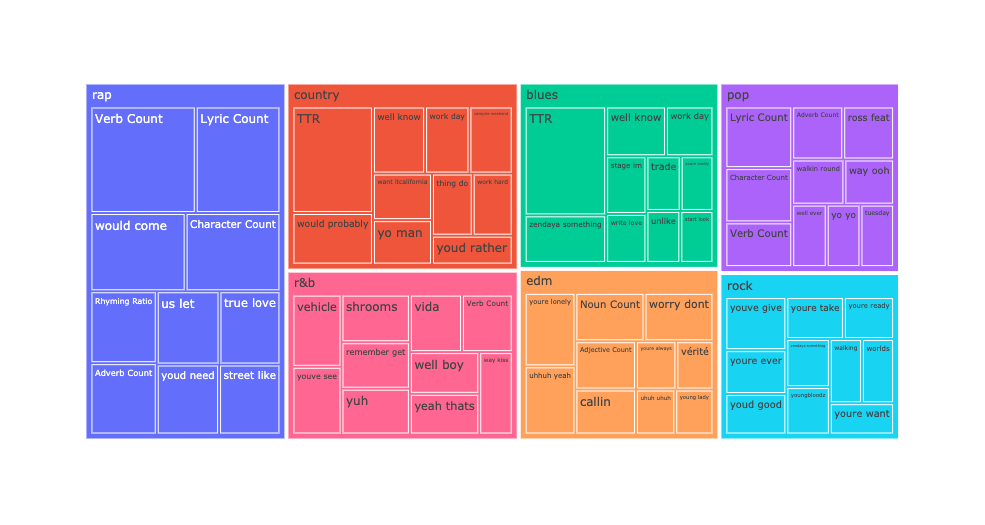 rap
Verb Count
Lyric Count
would come
Character Count
Rhyming Ratio
us let
true love
Adverb Count
youd need
street like
country
TTR
well know
work day
would probably
want itcalifornia
thing do
work hard
yo man
youd rather
blues
TTR
well know
work day
zendaya something
stage im
trade
write love
unlike
start look
pop
Lyric Count
Adverb Count
ross feat
Character Count
walkin round
way ooh
Verb Count
well ever
yo yo
tuesday
r&b
vehicle
shrooms
vida
Verb Count
youve see
remember get
well boy
way kiss
yuh
yeah thats
edm
youre lonely
Noun Count
worry dont
uhhuh yeah
Adjective Count
youre always
vérité
callin
uhuh uhuh
young lady
rock
youve give
youre take
youre ready
youre ever
zendaya something
walking
worlds
youd good
youngbloodz
youre want